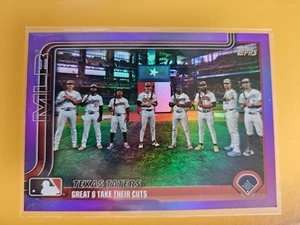 MLB
TOPPS
TEXAS TATERS
GREAT 8 TAKE THEIR CUTS